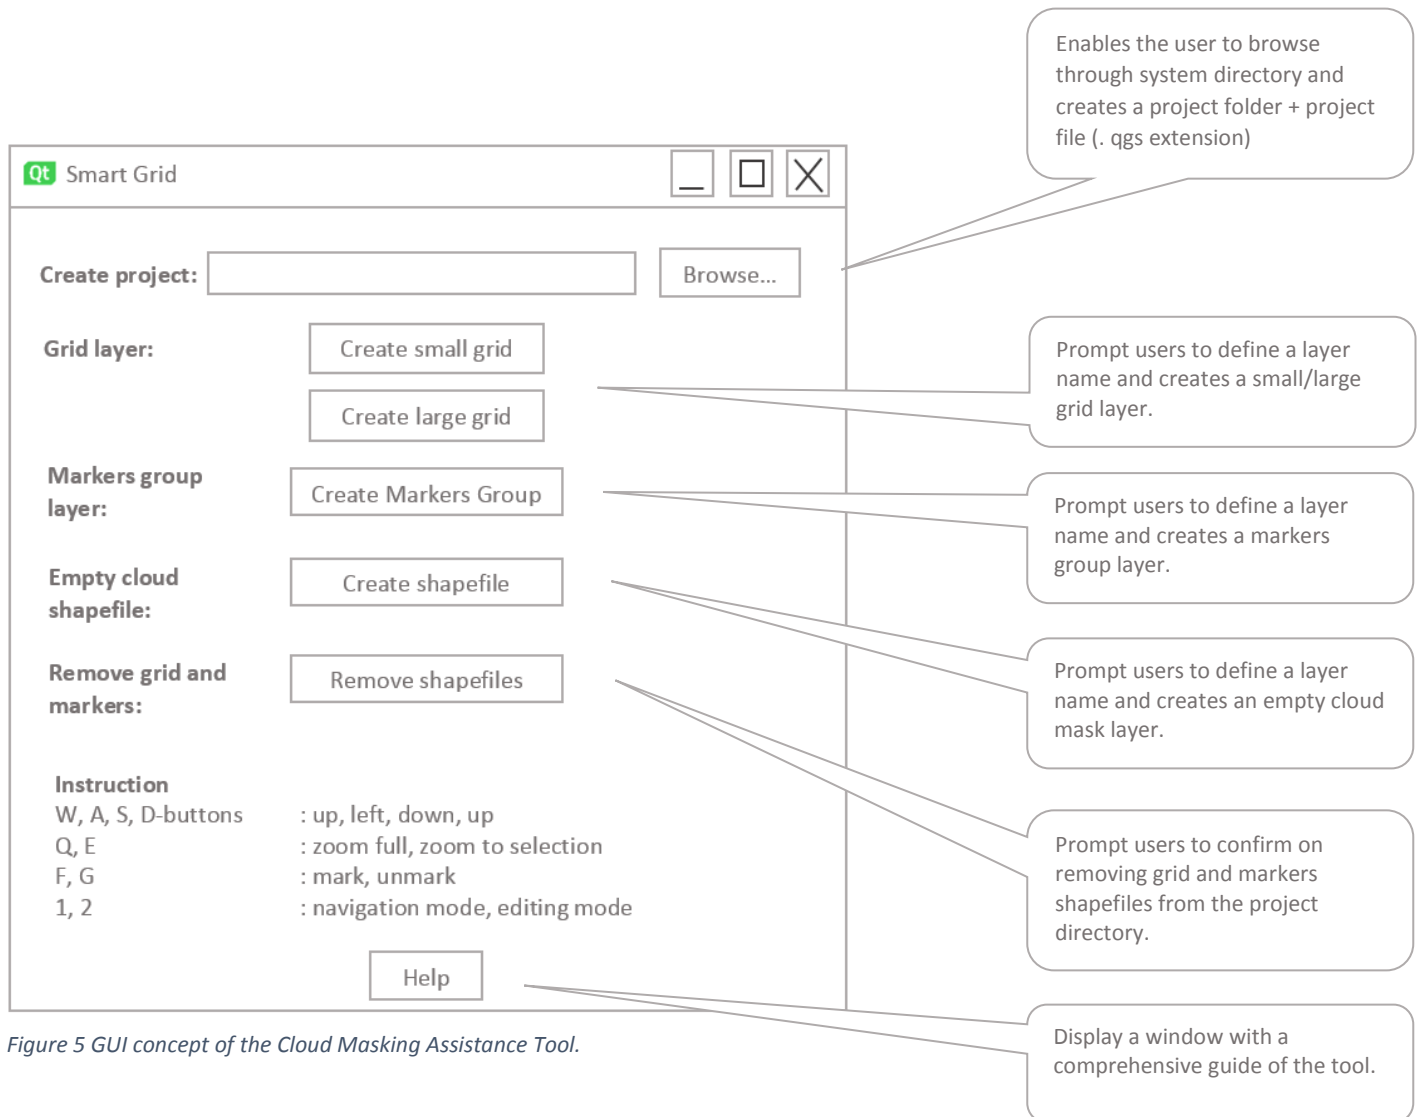 Enables the user to browse
through system directory and
creates a project folder + project
file (. qgs extension)
Qt Smart Grid
Create project:
Browse...
Grid layer:
Create small grid
Create large grid
Prompt users to define a layer
name and creates a small/large
grid layer.
Markers group
layer:
Create Markers Group
Prompt users to define a layer
name and creates a markers
group layer.
Empty cloud
shapefile:
Create shapefile
Prompt users to define a layer
name and creates an empty cloud
mask layer.
Remove grid and
markers:
Remove shapefiles
Prompt users to confirm on
removing grid and markers
shapefiles from the project
directory.
Instruction
W, A, S, D-buttons : up, left, down, up
Q, E : zoom full, zoom to selection
F, G : mark, unmark
1, 2 : navigation mode, editing mode
Help
Display a window with a
comprehensive guide of the tool.
Figure 5 GUI concept of the Cloud Masking Assistance Tool.